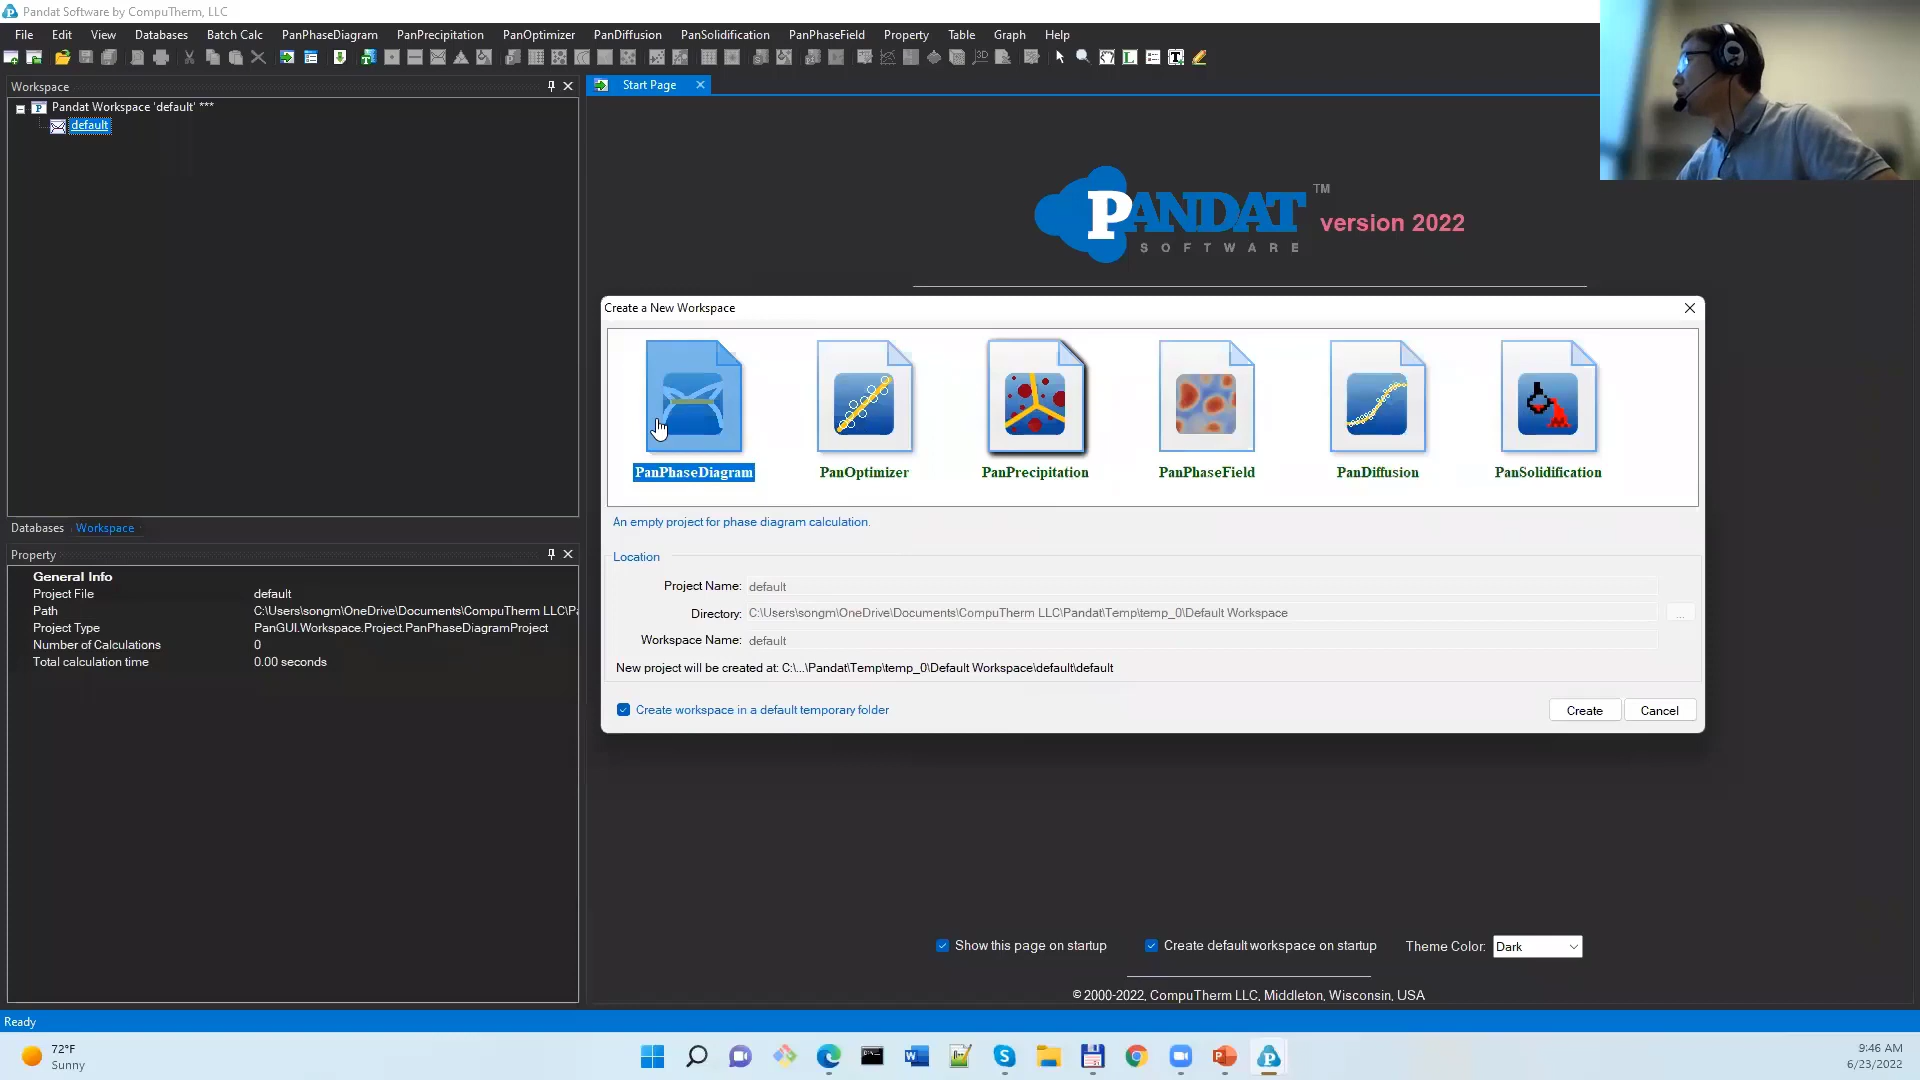 Pandat Software by CompuTherm, LLC
File Edit View Databases Batch Calc PanPhaseDiagram PanPrecipitation PanOptimizer PanDiffusion PanSolidification PanPhaseField Property Table Graph Help
Workspace
Start Page
Pandat Workspace 'default' ***
default
PANDAT TM
SOFTWARE
version 2022
Create a New Workspace
PanPhaseDiagram PanOptimizer PanPrecipitation PanPhaseField PanDiffusion PanSolidification
An empty project for phase diagram calculation.
Location
Project Name: default
Directory: C:\Users\songm\OneDrive\Documents\CompuTherm LLC\Pandat\Temp\temp_0\Default Workspace ...
Workspace Name: default
New project will be created at: C:\...\Pandat\Temp\temp_0\Default Workspace\default\default
Create workspace in a default temporary folder
Create Cancel
Databases Workspace
Property
General Info
Project File default
Path C:\Users\songm\OneDrive\Documents\CompuTherm LLC\P
Project Type PanGUI.Workspace.Project.PanPhaseDiagramProject
Number of Calculations 0
Total calculation time 0.00 seconds
Show this page on startup Create default workspace on startup Theme Color: Dark
© 2000-2022, CompuTherm LLC, Middleton, Wisconsin, USA
Ready
72°F
Sunny
9:46 AM
6/23/2022